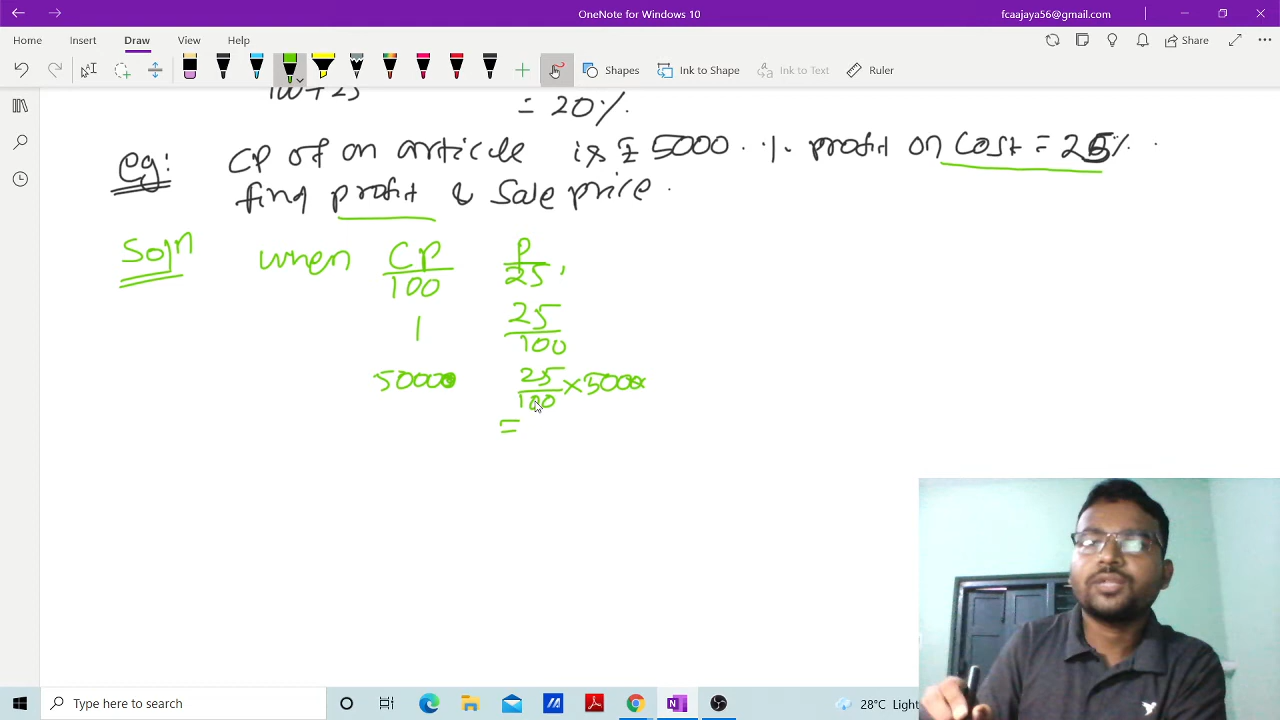 OneNote for Windows 10
fcaajaya56@gmail.com
Home Insert Draw View Help
Share
Shapes Ink to Shape Ink to Text Ruler
100+25
= 20%.
eg: CP of an article is ₹ 5000. % profit on Cost = 25%.
find profit & Sale price.
Soln when CP P
100 25,
1 25
100
5000 25 × 5000
100
=
Type here to search
28°C Light